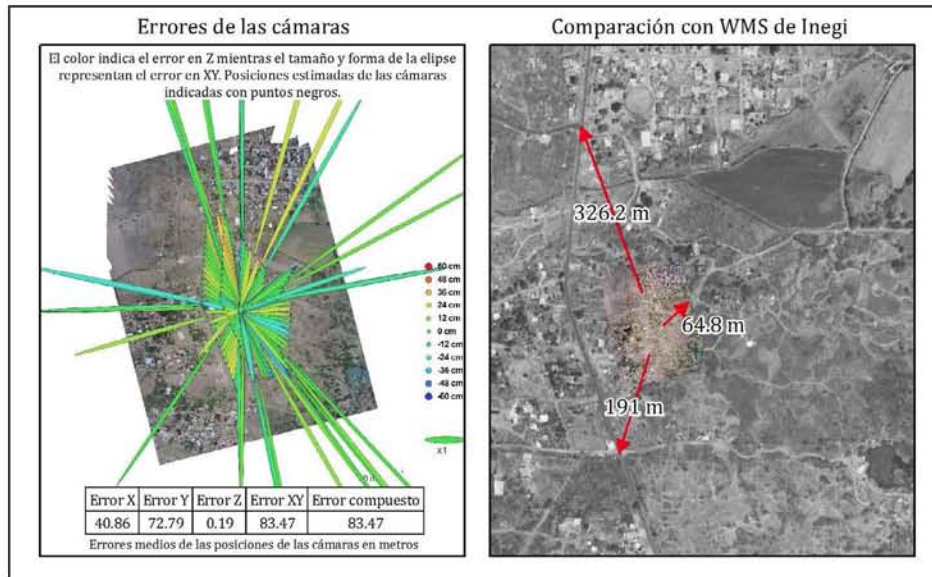 Errores de las cámaras
El color indica el error en Z mientras el tamaño y forma de la elipse
representan el error en XY. Posiciones estimadas de las cámaras
indicadas con puntos negros.
60 cm
48 cm
36 cm
24 cm
12 cm
0 cm
-12 cm
-24 cm
-36 cm
-48 cm
-60 cm
x1
Error X Error Y Error Z Error XY Error compuesto
40.86 72.79 0.19 83.47 83.47
Errores medios de las posiciones de las cámaras en metros
Comparación con WMS de Inegi
326.2 m
64.8 m
191 m